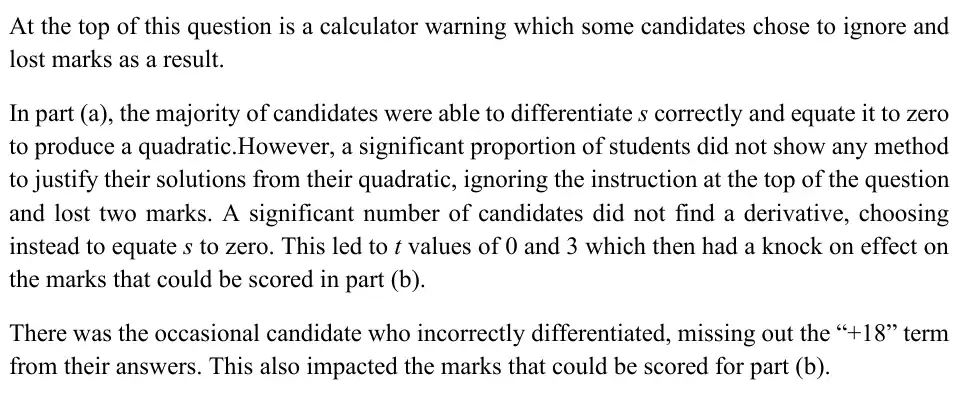 At the top of this question is a calculator warning which some candidates chose to ignore and
lost marks as a result.
In part (a), the majority of candidates were able to differentiate s correctly and equate it to zero
to produce a quadratic.However, a significant proportion of students did not show any method
to justify their solutions from their quadratic, ignoring the instruction at the top of the question
and lost two marks. A significant number of candidates did not find a derivative, choosing
instead to equate s to zero. This led to t values of 0 and 3 which then had a knock on effect on
the marks that could be scored in part (b).
There was the occasional candidate who incorrectly differentiated, missing out the “+18” term
from their answers. This also impacted the marks that could be scored for part (b).